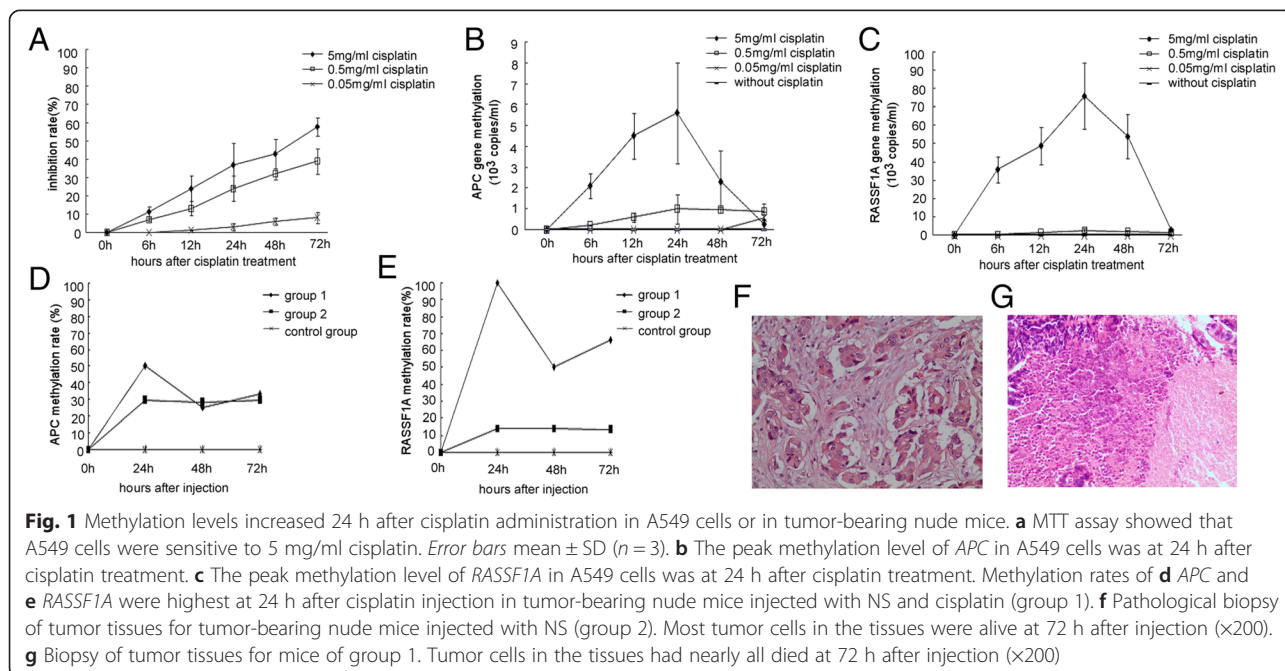 A
100
90
80
70
60
50
40
30
20
10
0
inhibition rate(%)
5mg/ml cisplatin
0.5mg/ml cisplatin
0.05mg/ml cisplatin
0h 6h 12h 24h 48h 72h
hours after cisplatin treatment
B
9
8
7
6
5
4
3
2
1
0
APC gene methylation
(10³ copies/ml)
5mg/ml cisplatin
0.5mg/ml cisplatin
0.05mg/ml cisplatin
without cisplatin
0h 6h 12h 24h 48h 72h
hours after cisplatin treatment
C
100
90
80
70
60
50
40
30
20
10
0
RASSF1A gene methylation
(10³ copies/ml)
5mg/ml cisplatin
0.5mg/ml cisplatin
0.05mg/ml cisplatin
without cisplatin
0h 6h 12h 24h 48h 72h
hours after cisplatin treatment
D
100
90
80
70
60
50
40
30
20
10
0
APC methylation rate (%)
group 1
group 2
control group
0h 24h 48h 72h
hours after injection
E
100
90
80
70
60
50
40
30
20
10
0
RASSF1A methylation rate(%)
group 1
group 2
control group
0h 24h 48h 72h
hours after injection
F
G
Fig. 1 Methylation levels increased 24 h after cisplatin administration in A549 cells or in tumor-bearing nude mice. a MTT assay showed that
A549 cells were sensitive to 5 mg/ml cisplatin. Error bars mean ± SD (n = 3). b The peak methylation level of APC in A549 cells was at 24 h after
cisplatin treatment. c The peak methylation level of RASSF1A in A549 cells was at 24 h after cisplatin treatment. Methylation rates of d APC and
e RASSF1A were highest at 24 h after cisplatin injection in tumor-bearing nude mice injected with NS and cisplatin (group 1). f Pathological biopsy
of tumor tissues for tumor-bearing nude mice injected with NS (group 2). Most tumor cells in the tissues were alive at 72 h after injection (×200).
g Biopsy of tumor tissues for mice of group 1. Tumor cells in the tissues had nearly all died at 72 h after injection (×200)